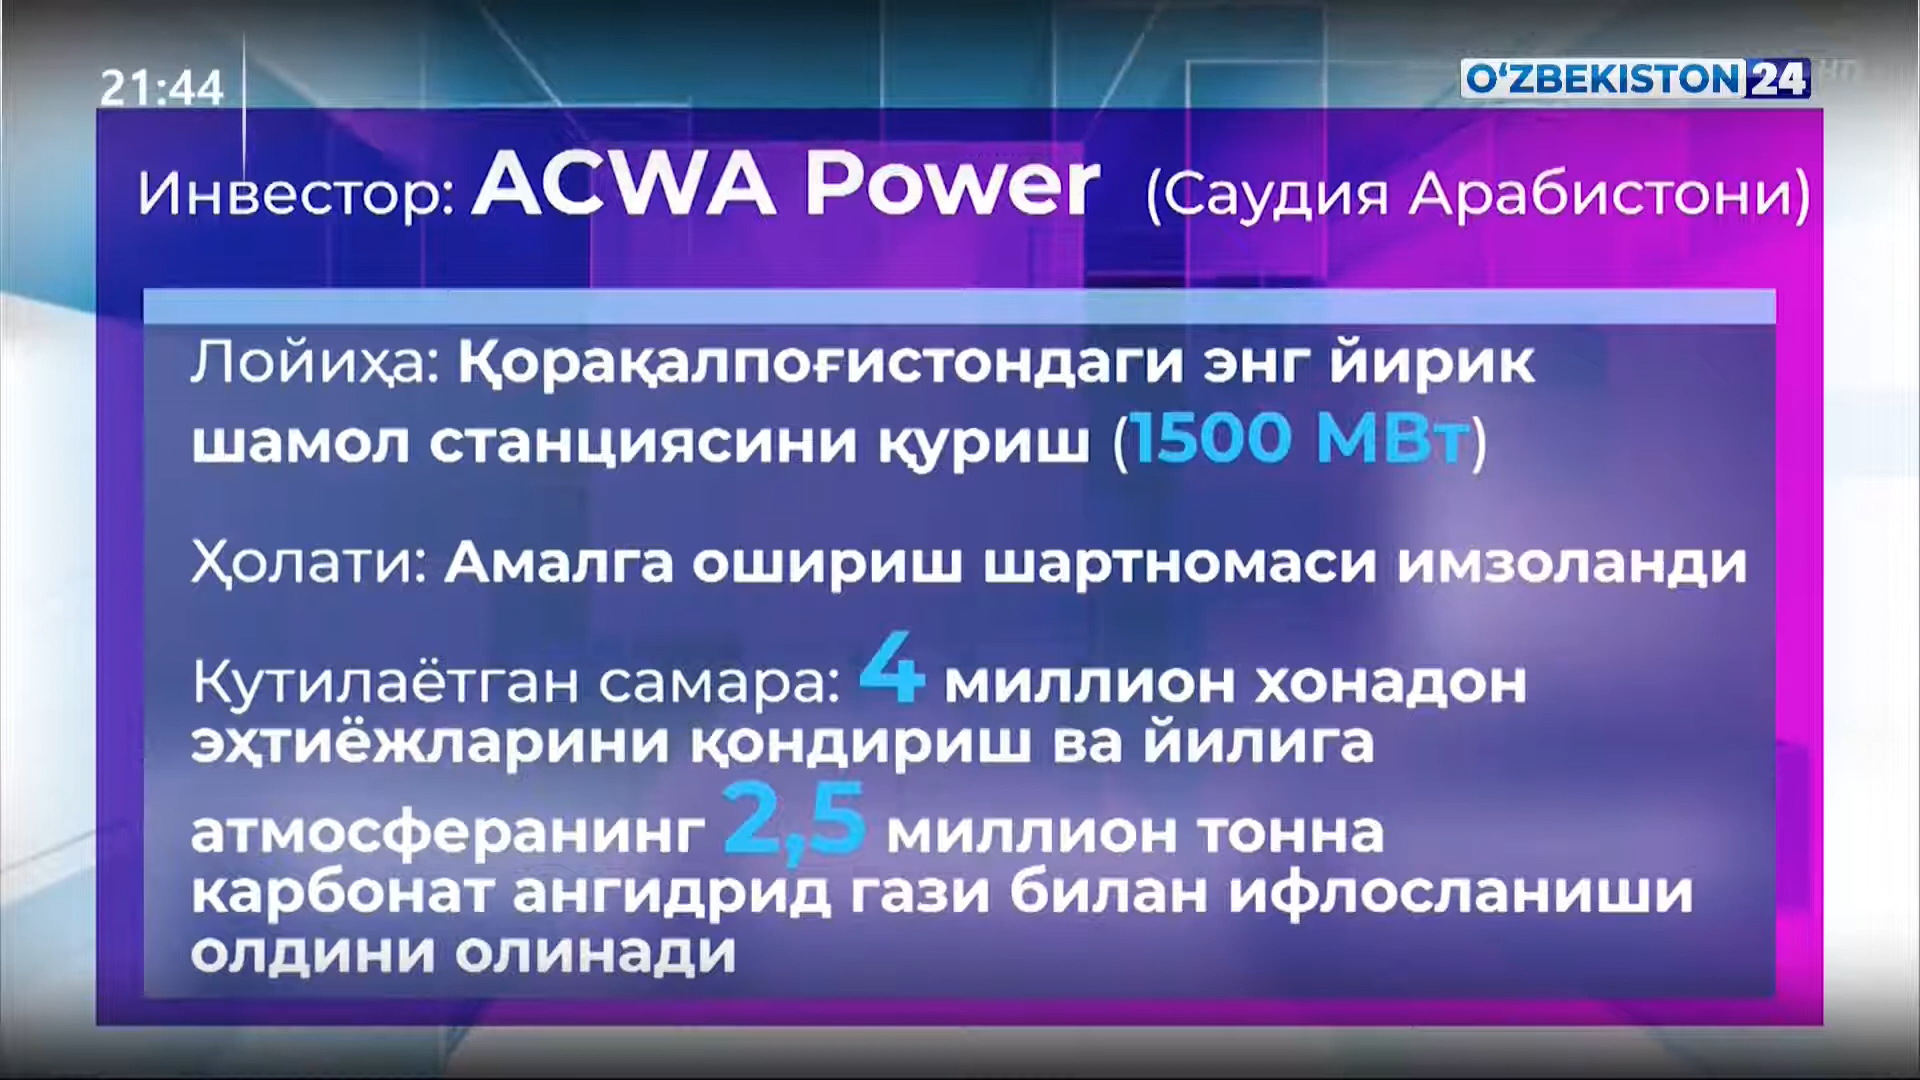 21:44
O‘ZBEKISTON 24
Инвестор: ACWA Power (Саудия Арабистони)
Лойиҳа: Қорақалпоғистондаги энг йирик
шамол станциясини қуриш (1500 МВт)
Ҳолати: Амалга ошириш шартномаси имзоланди
Кутилаётган самара: 4 миллион хонадон
эҳтиёжларини қондириш ва йилига
атмосферанинг 2,5 миллион тонна
карбонат ангидрид гази билан ифлосланиши
олдини олинади